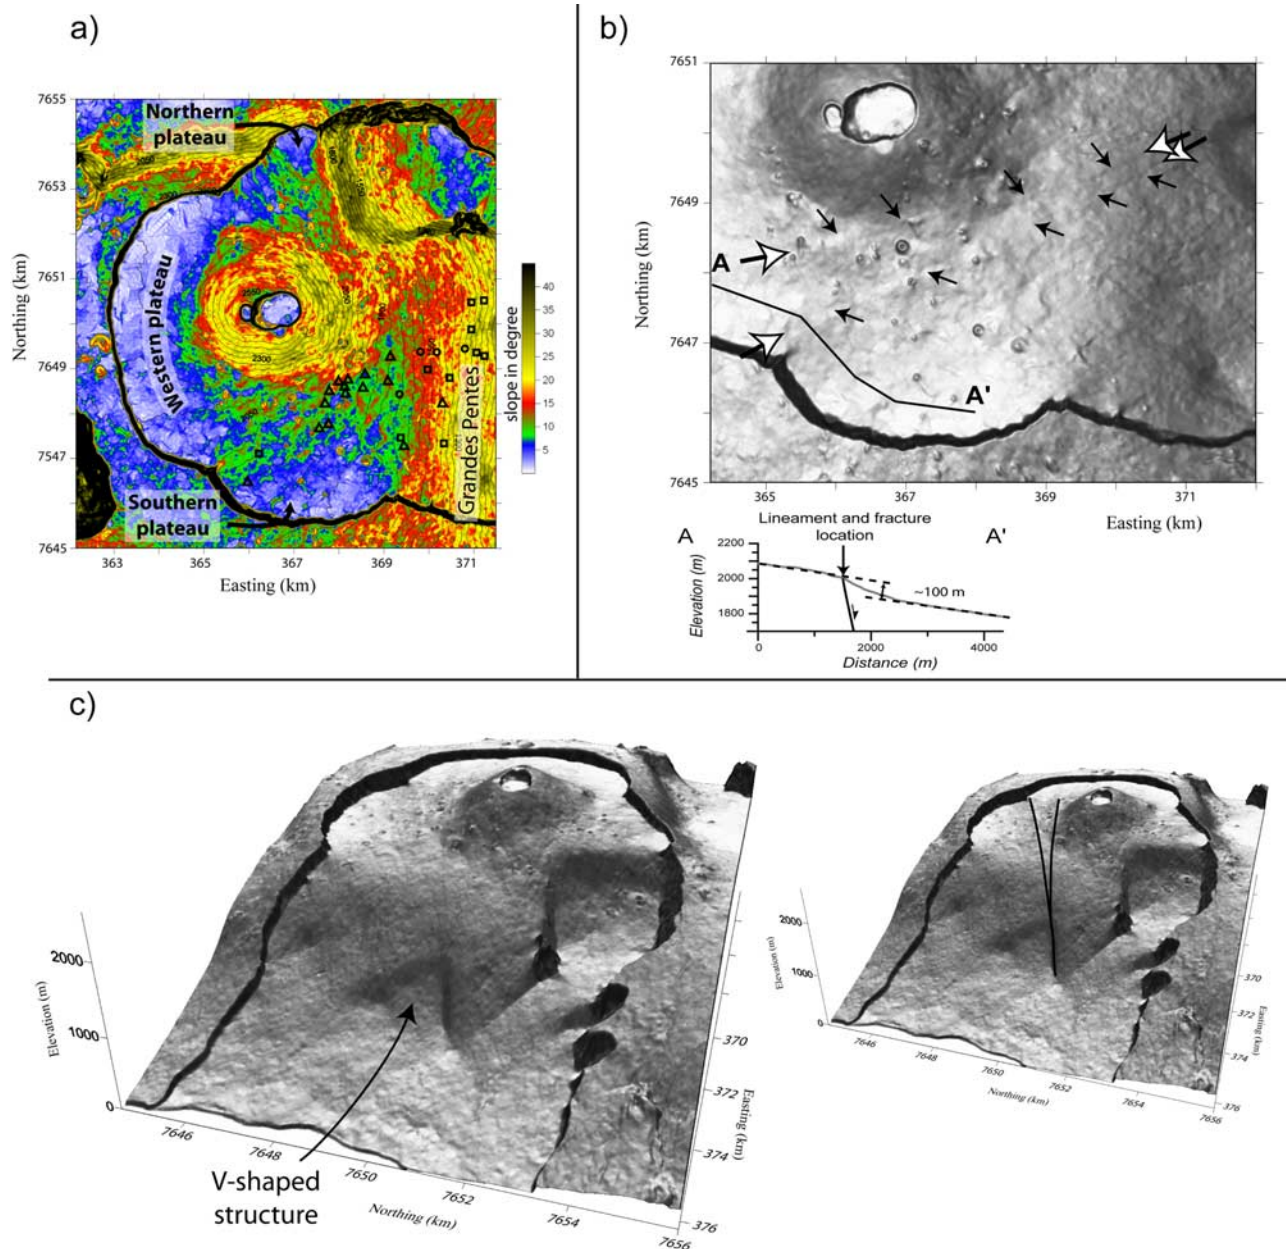 a)
7655
7653
7651
7649
7547
7645
Northing (km)
Northern
plateau
Western plateau
Southern
plateau
Grandes Pentes
2300
363
365
367
369
371
Easting (km)
40
35
30
25
20
15
10
5
slope in degree
b)
7651
7649
7647
7645
Northing (km)
A
A'
365
367
369
371
Easting (km)
Lineament and fracture
location
A
A'
2200
2000
1800
Elevation (m)
~100 m
0
2000
4000
Distance (m)
c)
2000
1000
0
Elevation (m)
7646
7648
7650
7652
7654
7656
Northing (km)
370
372
374
376
Easting (km)
V-shaped
structure
2000
1000
0
Elevation (m)
7646
7648
7650
7652
7654
7656
Northing (km)
370
372
374
376
Easting (km)